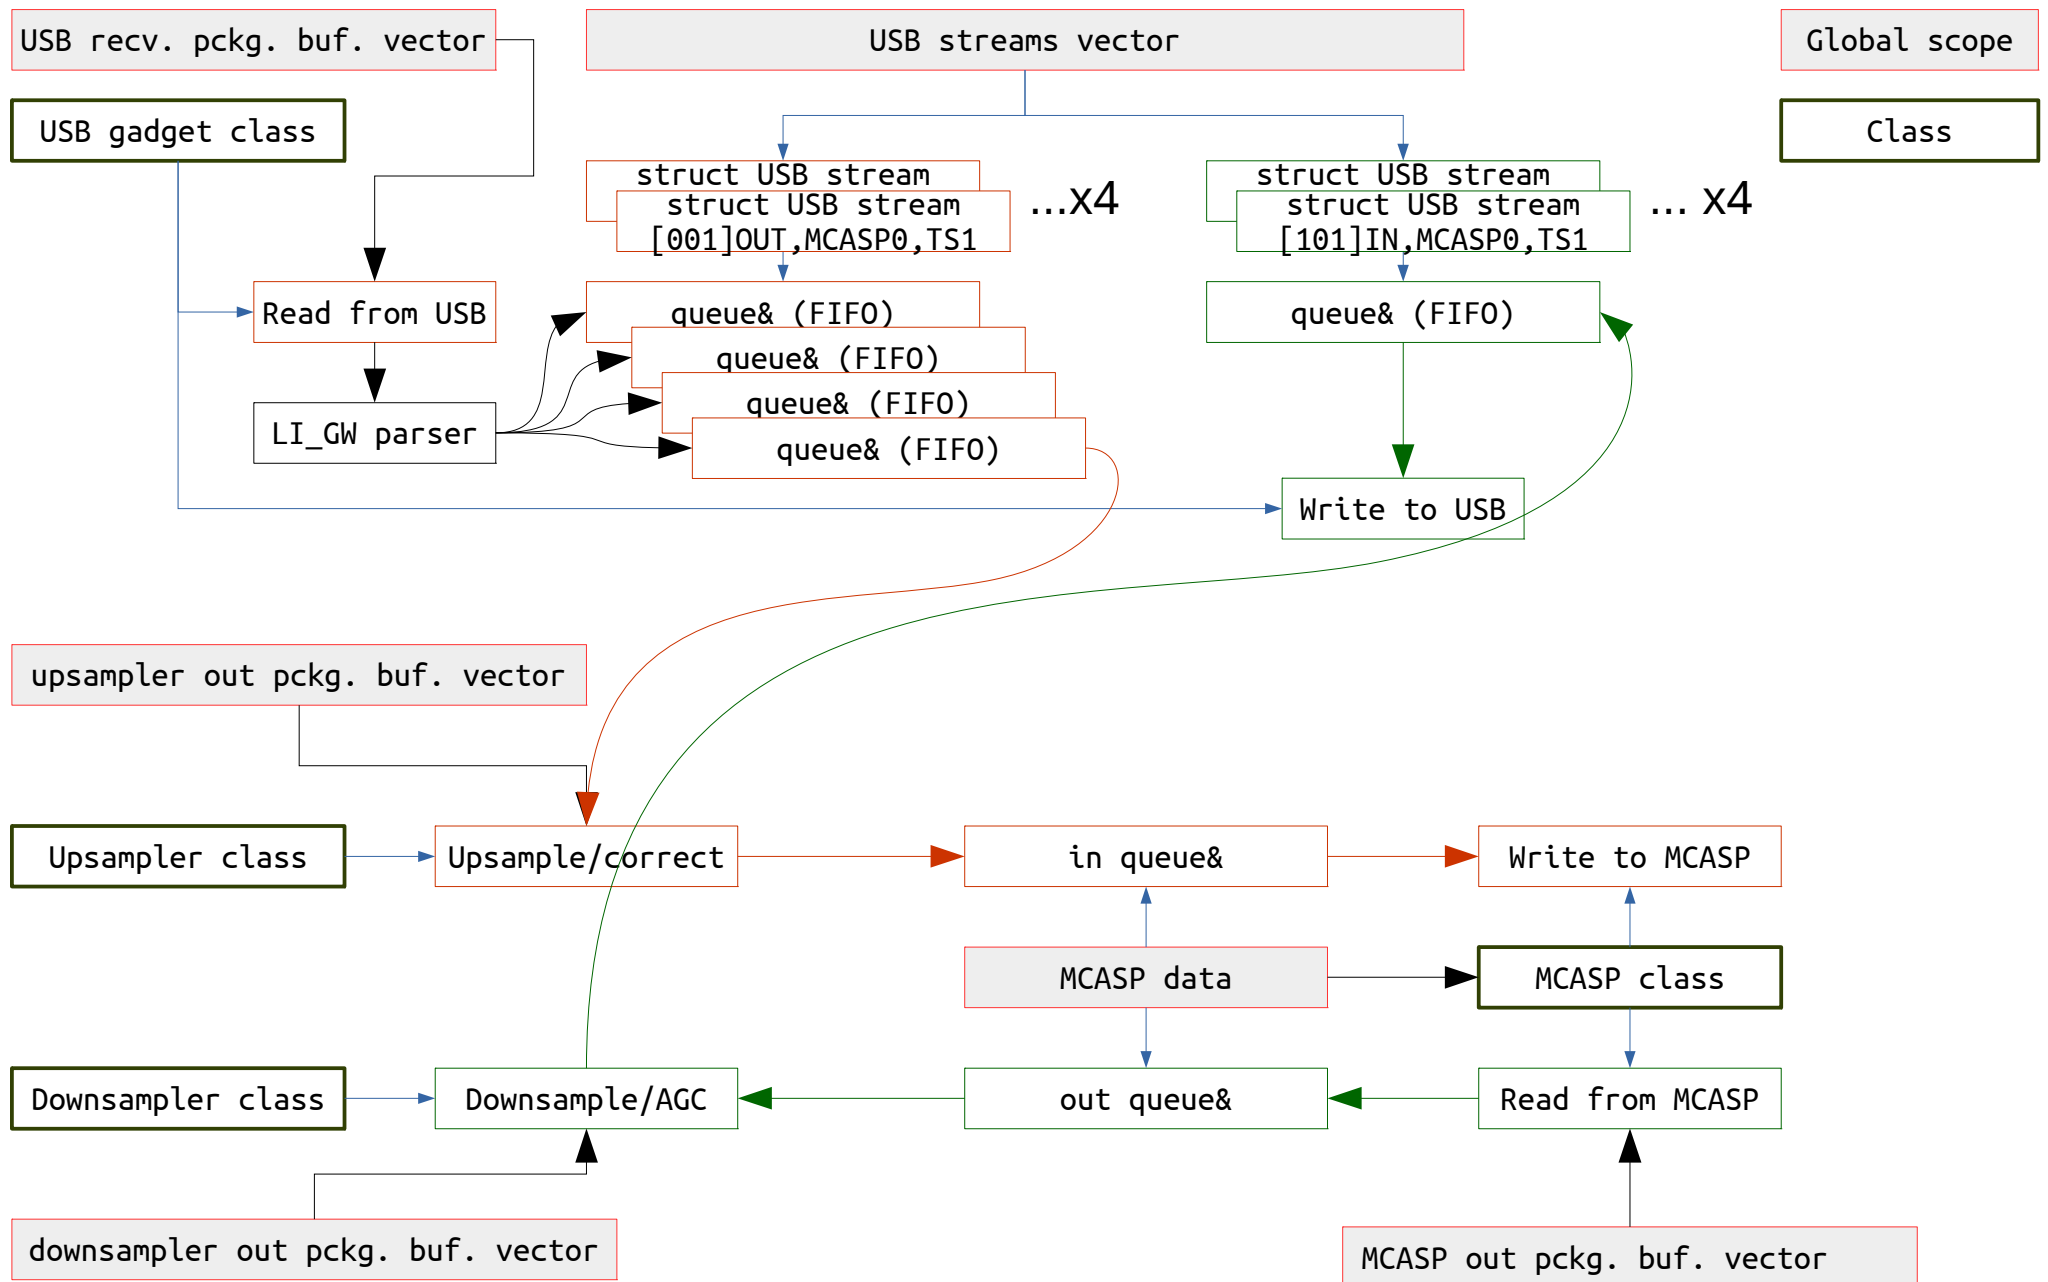 USB recv. pckg. buf. vector
USB streams vector
Global scope
USB gadget class
Class
struct USB stream
struct USB stream
[001]OUT,MCASP0,TS1
...x4
struct USB stream
struct USB stream
[101]IN,MCASP0,TS1
... x4
Read from USB
queue& (FIFO)
queue& (FIFO)
queue& (FIFO)
queue& (FIFO)
queue& (FIFO)
LI_GW parser
Write to USB
upsampler out pckg. buf. vector
Upsampler class
Upsample/correct
in queue&
Write to MCASP
MCASP data
MCASP class
Downsampler class
Downsample/AGC
out queue&
Read from MCASP
downsampler out pckg. buf. vector
MCASP out pckg. buf. vector